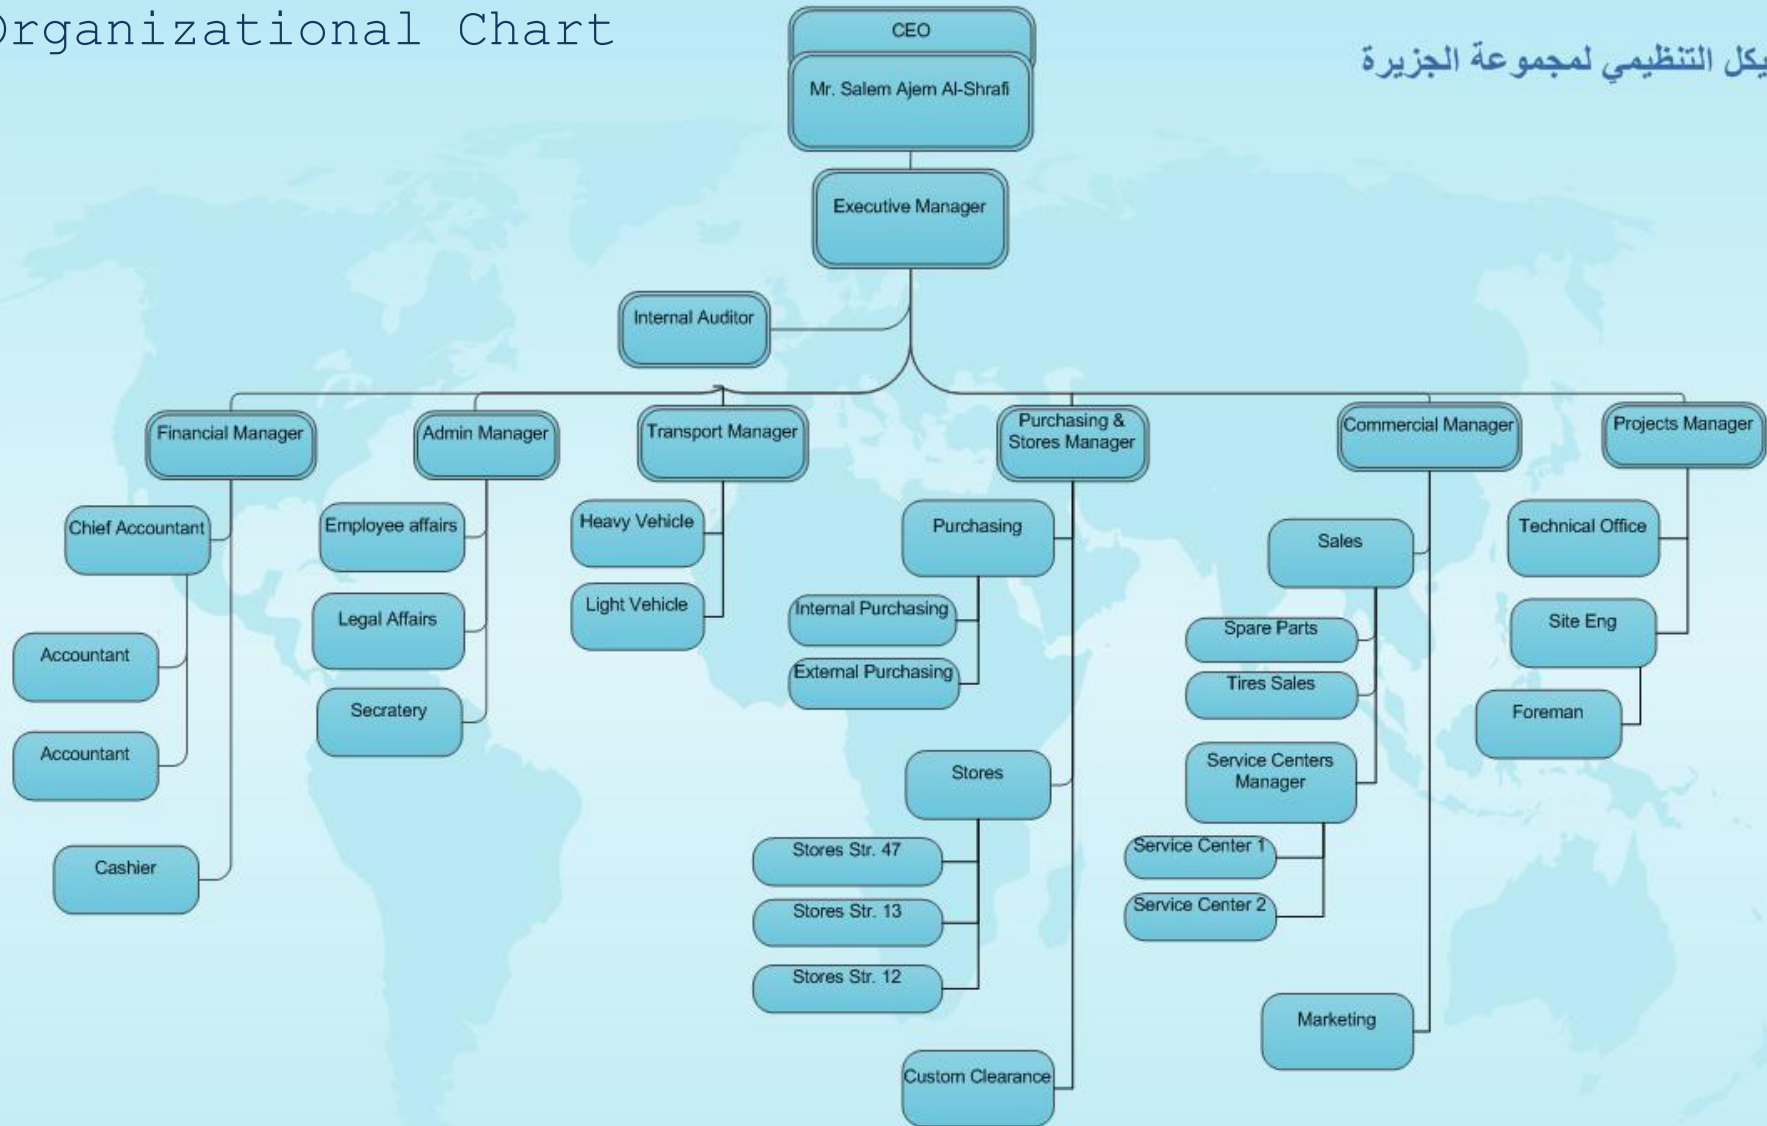 Organizational Chart
يكل التنظيمي لمجموعة الجزيرة
CEO
Mr. Salem Ajem Al-Shrafi
Executive Manager
Internal Auditor
Financial Manager
Admin Manager
Transport Manager
Purchasing &
Stores Manager
Commercial Manager
Projects Manager
Chief Accountant
Accountant
Accountant
Cashier
Employee affairs
Legal Affairs
Secratery
Heavy Vehicle
Light Vehicle
Purchasing
Internal Purchasing
External Purchasing
Stores
Stores Str. 47
Stores Str. 13
Stores Str. 12
Custom Clearance
Sales
Spare Parts
Tires Sales
Service Centers
Manager
Service Center 1
Service Center 2
Marketing
Technical Office
Site Eng
Foreman